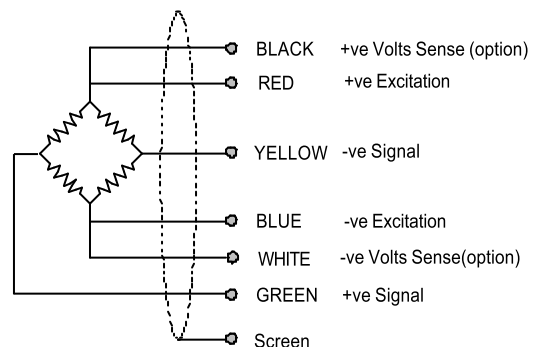 BLACK +ve Volts Sense (option)
RED +ve Excitation
YELLOW -ve Signal
BLUE -ve Excitation
WHITE -ve Volts Sense(option)
GREEN +ve Signal
Screen